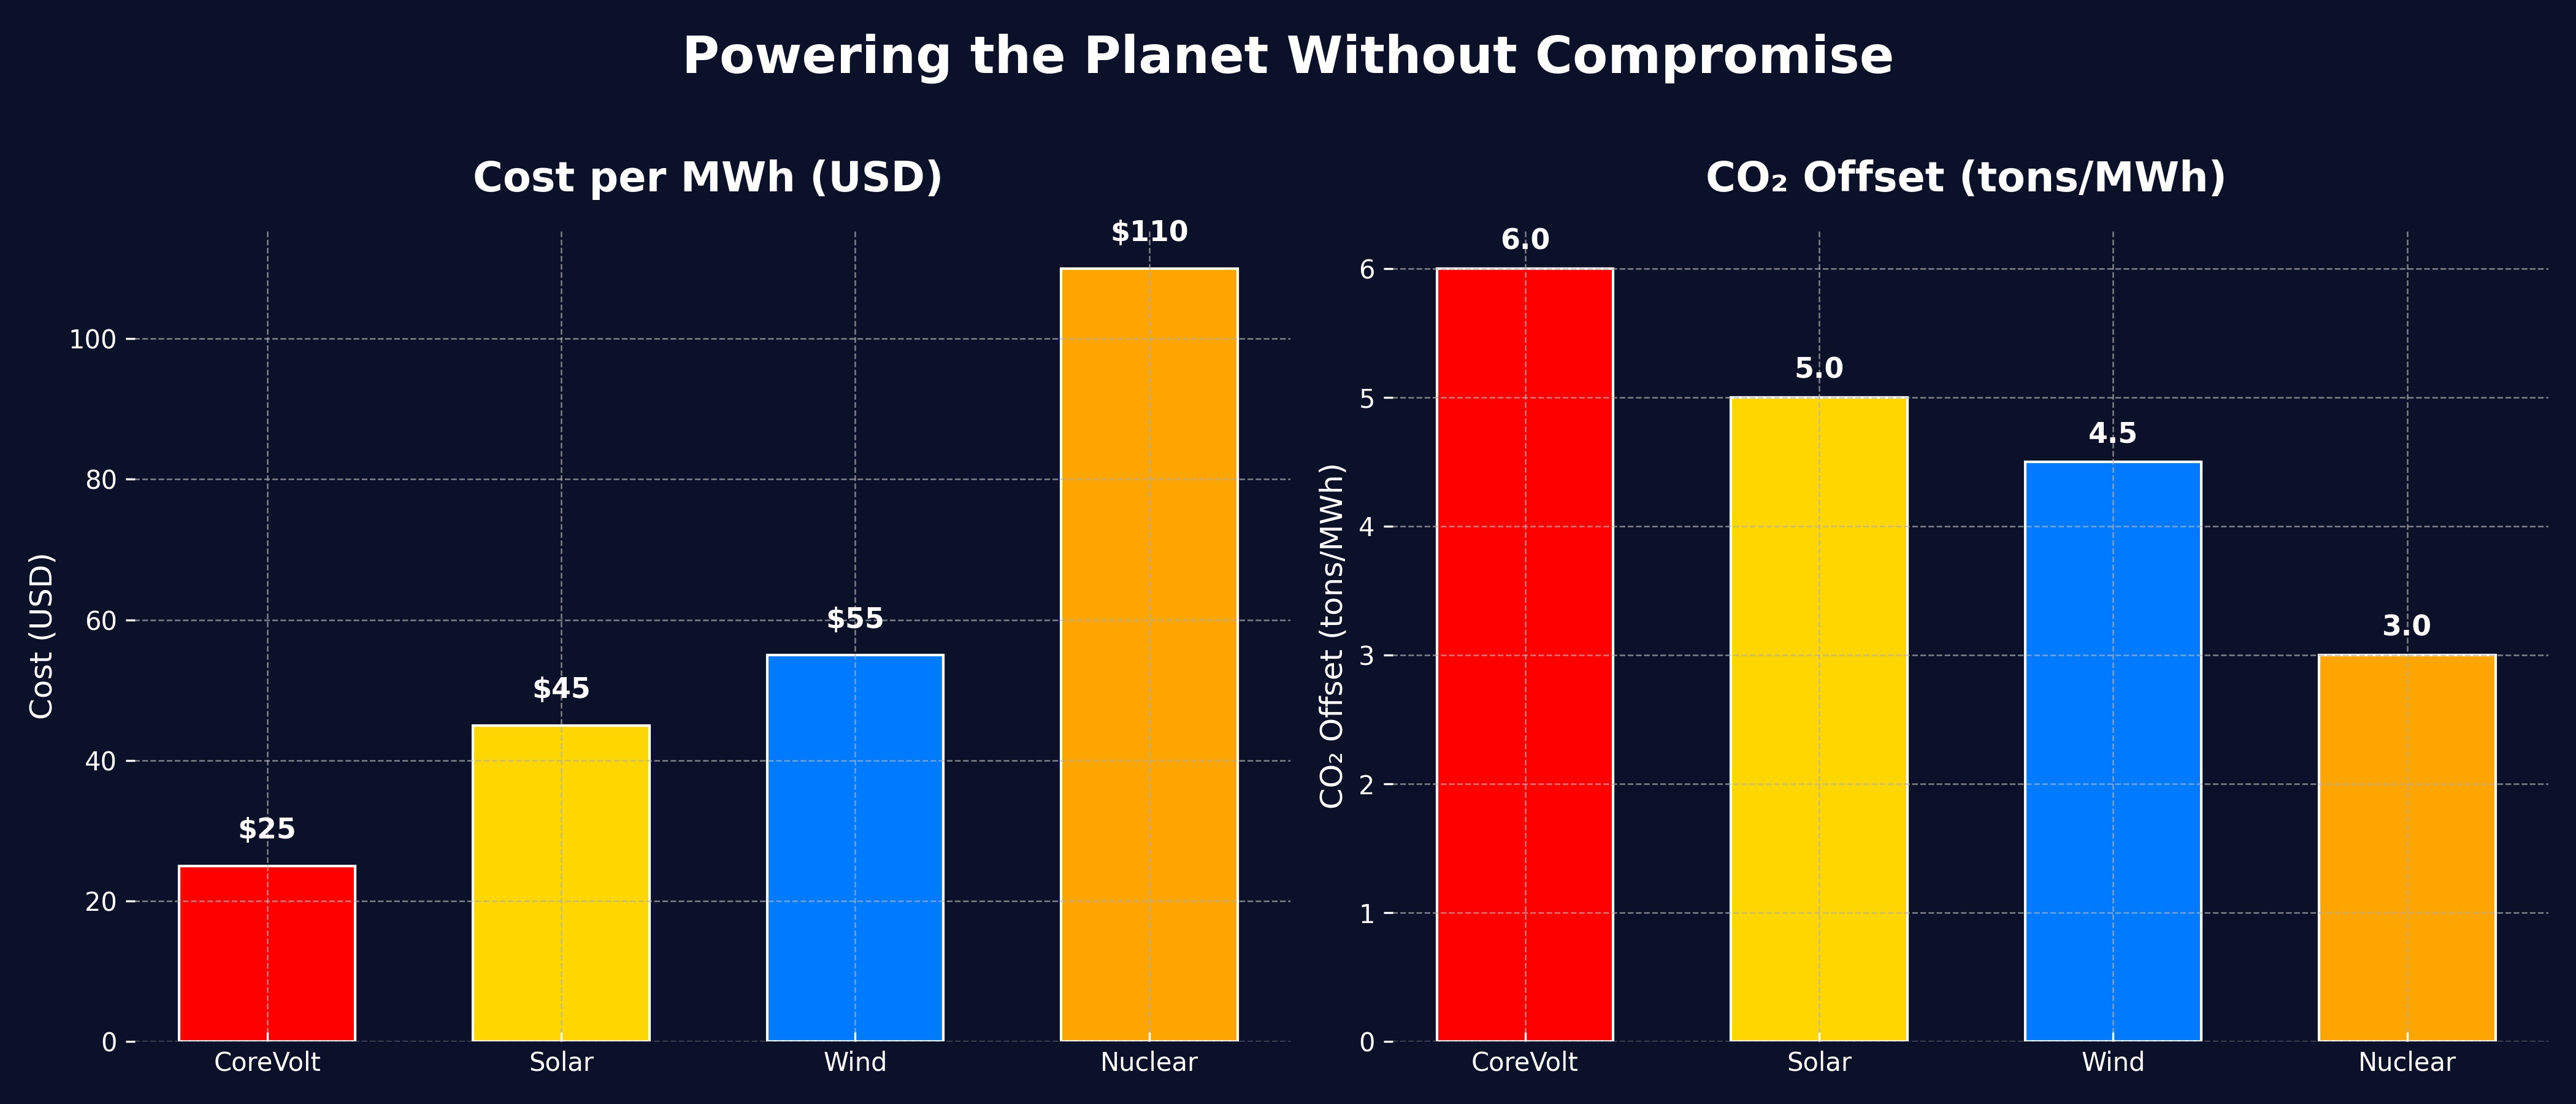 Powering the Planet Without Compromise
Cost per MWh (USD)
Cost (USD)
100
80
60
40
20
0
$25
$45
$55
$110
CoreVolt
Solar
Wind
Nuclear
CO₂ Offset (tons/MWh)
CO₂ Offset (tons/MWh)
6
5
4
3
2
1
0
6.0
5.0
4.5
3.0
CoreVolt
Solar
Wind
Nuclear